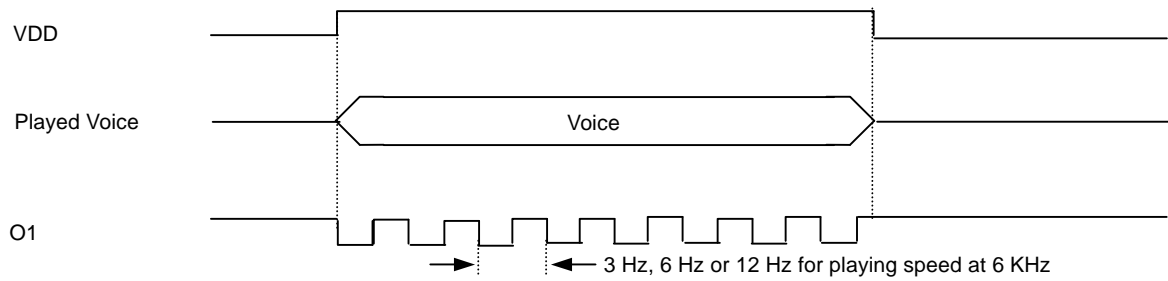 VDD
Played Voice
Voice
O1
3 Hz, 6 Hz or 12 Hz for playing speed at 6 KHz